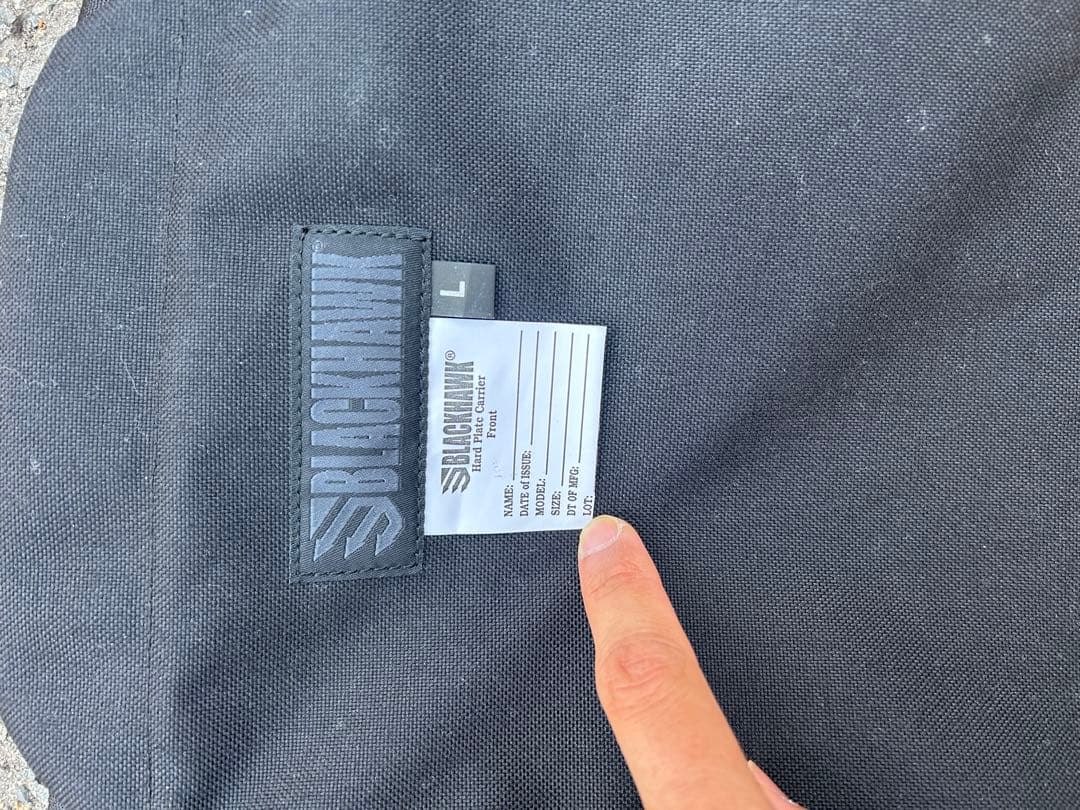 BLACKHAWK®
L
BLACKHAWK®
Hard Plate Carrier
Front
NAME:
DATE of ISSUE:
MODEL:
SIZE:
DT OF MFG:
LOT: